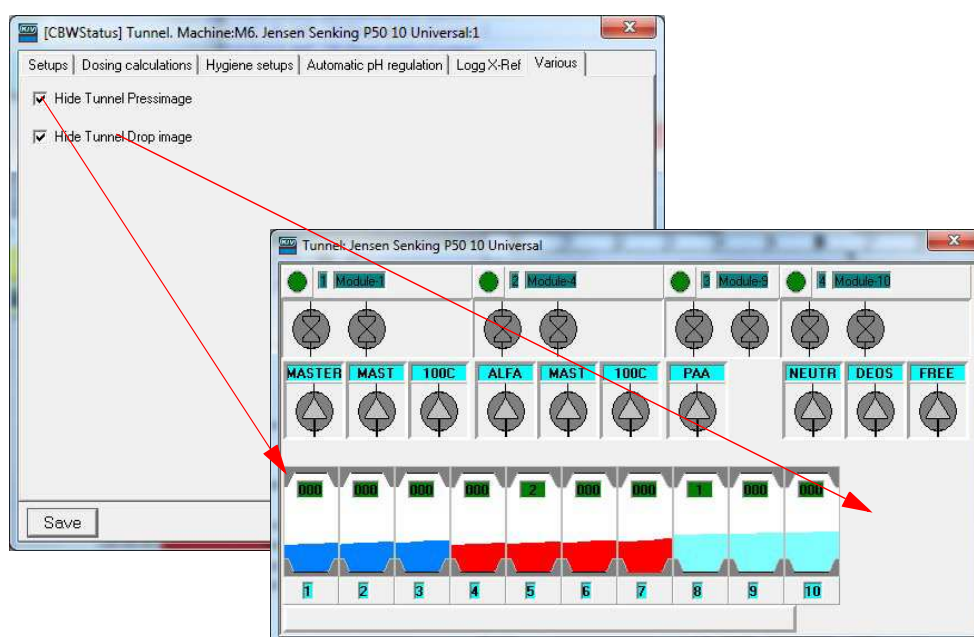 [CBWStatus] Tunnel. Machine:M6. Jensen Senking P50 10 Universal:1
Setups Dosing calculations Hygiene setups Automatic pH regulation Logg X-Ref Various
Hide Tunnel Pressimage
Hide Tunnel Drop image
Save
Tunnel: Jensen Senking P50 10 Universal
1 Module-1 2 Module-4 3 Module-9 4 Module-10
MASTER MAST 100C ALFA MAST 100C PAA NEUTR DEOS FREE
000 000 000 000 2 000 000 1 000 000
1 2 3 4 5 6 7 8 9 10